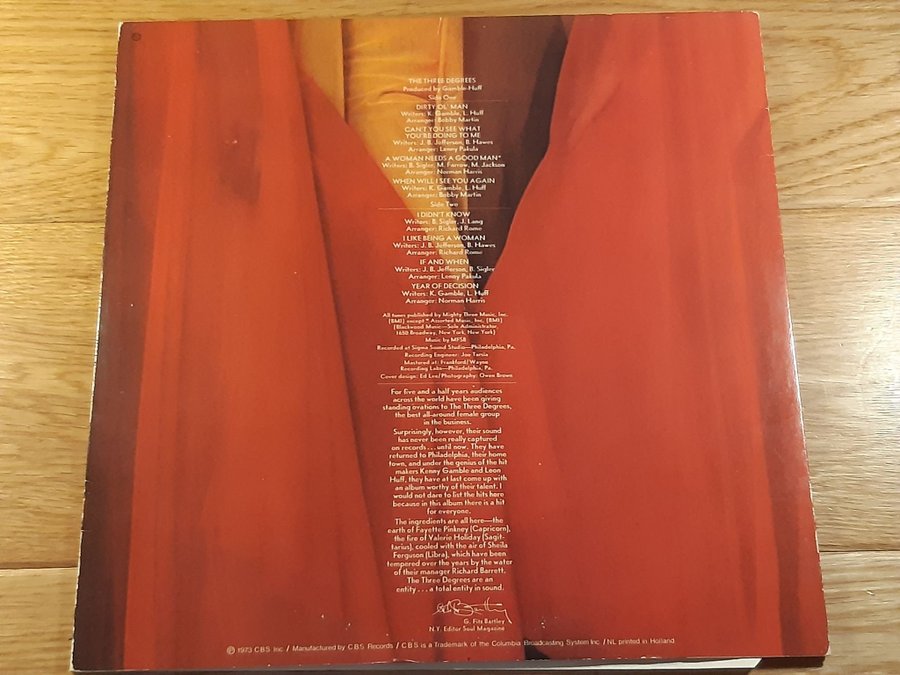 THE THREE DEGREES
Produced by Gamble-Huff
Side One
DIRTY OL' MAN
Writers: K. Gamble, L. Huff
Arranger: Bobby Martin
CAN'T YOU SEE WHAT
YOU'RE DOING TO ME
Writers: J. B. Jefferson, B. Hawes
Arranger: Lenny Pakula
A WOMAN NEEDS A GOOD MAN*
Writers: B. Sigler, M. Farrow, M. Jackson
Arranger: Norman Harris
WHEN WILL I SEE YOU AGAIN
Writers: K. Gamble, L. Huff
Arranger: Bobby Martin
Side Two
I DIDN'T KNOW
Writers: B. Sigler, J. Lang
Arranger: Richard Rome
I LIKE BEING A WOMAN
Writers: J. B. Jefferson, B. Hawes
Arranger: Richard Rome
IF AND WHEN
Writers: J. B. Jefferson, B. Sigler
Arranger: Lenny Pakula
YEAR OF DECISION
Writers: K. Gamble, L. Huff
Arranger: Norman Harris
All tunes published by Mighty Three Music, Inc.
(BMI) except * Assorted Music, Inc. (BMI)
(Blackwood Music—Sole Administrator,
1650 Broadway, New York, New York)
Music by MFSB
Recorded at Sigma Sound Studio—Philadelphia, Pa.
Recording Engineer: Joe Tarsia
Mastered at: Frankford/Wayne
Recording Labs—Philadelphia, Pa.
Cover design: Ed Lee/Photography: Owen Brown
For five and a half years audiences
across the world have been giving
standing ovations to The Three Degrees,
the best all-around female group
in the business.
Surprisingly, however, their sound
has never been really captured
on records . . . until now. They have
returned to Philadelphia, their home
town, and under the genius of the hit
makers Kenny Gamble and Leon
Huff, they have at last come up with
an album worthy of their talent. I
would not dare to list the hits here
because in this album there is a hit
for everyone.
The ingredients are all here—the
earth of Fayette Pinkney (Capricorn),
the fire of Valerie Holiday (Sagit-
tarius), cooled with the air of Sheila
Ferguson (Libra), which have been
tempered over the years by the water
of their manager Richard Barrett.
The Three Degrees are an
entity . . . a total entity in sound.
G. Fitz Bartley
N.Y. Editor Soul Magazine
℗ 1973 CBS Inc / Manufactured by CBS Records / CBS is a Trademark of the Columbia Broadcasting System Inc / NL printed in Holland